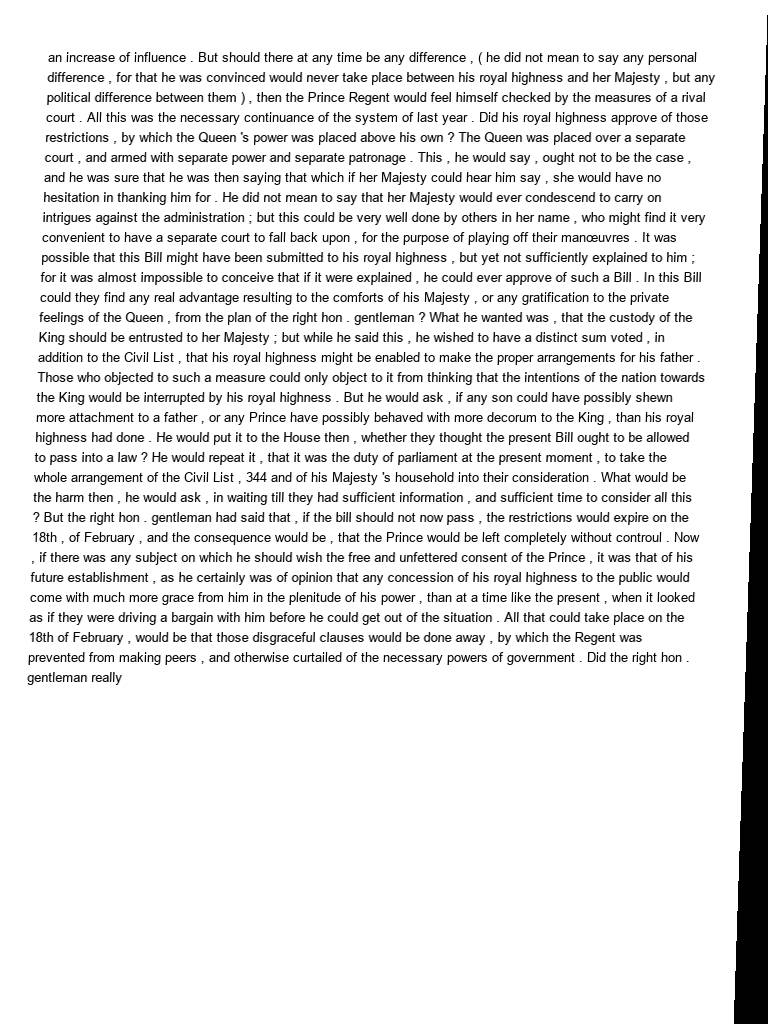 an increase of influence . But should there at any time be any difference , ( he did not mean to say any personal
difference , for that he was convinced would never take place between his royal highness and her Majesty , but any
political difference between them ) , then the Prince Regent would feel himself checked by the measures of a rival
court . All this was the necessary continuance of the system of last year . Did his royal highness approve of those
restrictions , by which the Queen 's power was placed above his own ? The Queen was placed over a separate
court , and armed with separate power and separate patronage . This , he would say , ought not to be the case ,
and he was sure that he was then saying that which if her Majesty could hear him say , she would have no
hesitation in thanking him for . He did not mean to say that her Majesty would ever condescend to carry on
intrigues against the administration ; but this could be very well done by others in her name , who might find it very
convenient to have a separate court to fall back upon , for the purpose of playing off their manœuvres . It was
possible that this Bill might have been submitted to his royal highness , but yet not sufficiently explained to him ;
for it was almost impossible to conceive that if it were explained , he could ever approve of such a Bill . In this Bill
could they find any real advantage resulting to the comforts of his Majesty , or any gratification to the private
feelings of the Queen , from the plan of the right hon . gentleman ? What he wanted was , that the custody of the
King should be entrusted to her Majesty ; but while he said this , he wished to have a distinct sum voted , in
addition to the Civil List , that his royal highness might be enabled to make the proper arrangements for his father .
Those who objected to such a measure could only object to it from thinking that the intentions of the nation towards
the King would be interrupted by his royal highness . But he would ask , if any son could have possibly shewn
more attachment to a father , or any Prince have possibly behaved with more decorum to the King , than his royal
highness had done . He would put it to the House then , whether they thought the present Bill ought to be allowed
to pass into a law ? He would repeat it , that it was the duty of parliament at the present moment , to take the
whole arrangement of the Civil List , 344 and of his Majesty 's household into their consideration . What would be
the harm then , he would ask , in waiting till they had sufficient information , and sufficient time to consider all this
? But the right hon . gentleman had said that , if the bill should not now pass , the restrictions would expire on the
18th , of February , and the consequence would be , that the Prince would be left completely without controul . Now
, if there was any subject on which he should wish the free and unfettered consent of the Prince , it was that of his
future establishment , as he certainly was of opinion that any concession of his royal highness to the public would
come with much more grace from him in the plenitude of his power , than at a time like the present , when it looked
as if they were driving a bargain with him before he could get out of the situation . All that could take place on the
18th of February , would be that those disgraceful clauses would be done away , by which the Regent was
prevented from making peers , and otherwise curtailed of the necessary powers of government . Did the right hon .
gentleman really